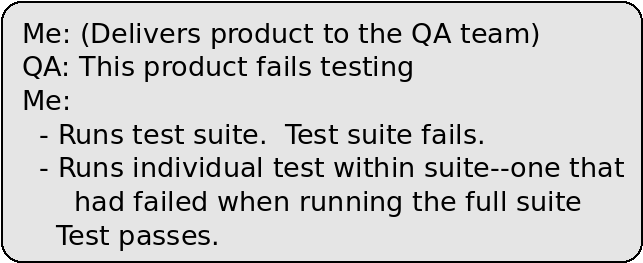 Me: (Delivers product to the QA team)
QA: This product fails testing
Me:
- Runs test suite.  Test suite fails.
- Runs individual test within suite--one that
had failed when running the full suite
Test passes.